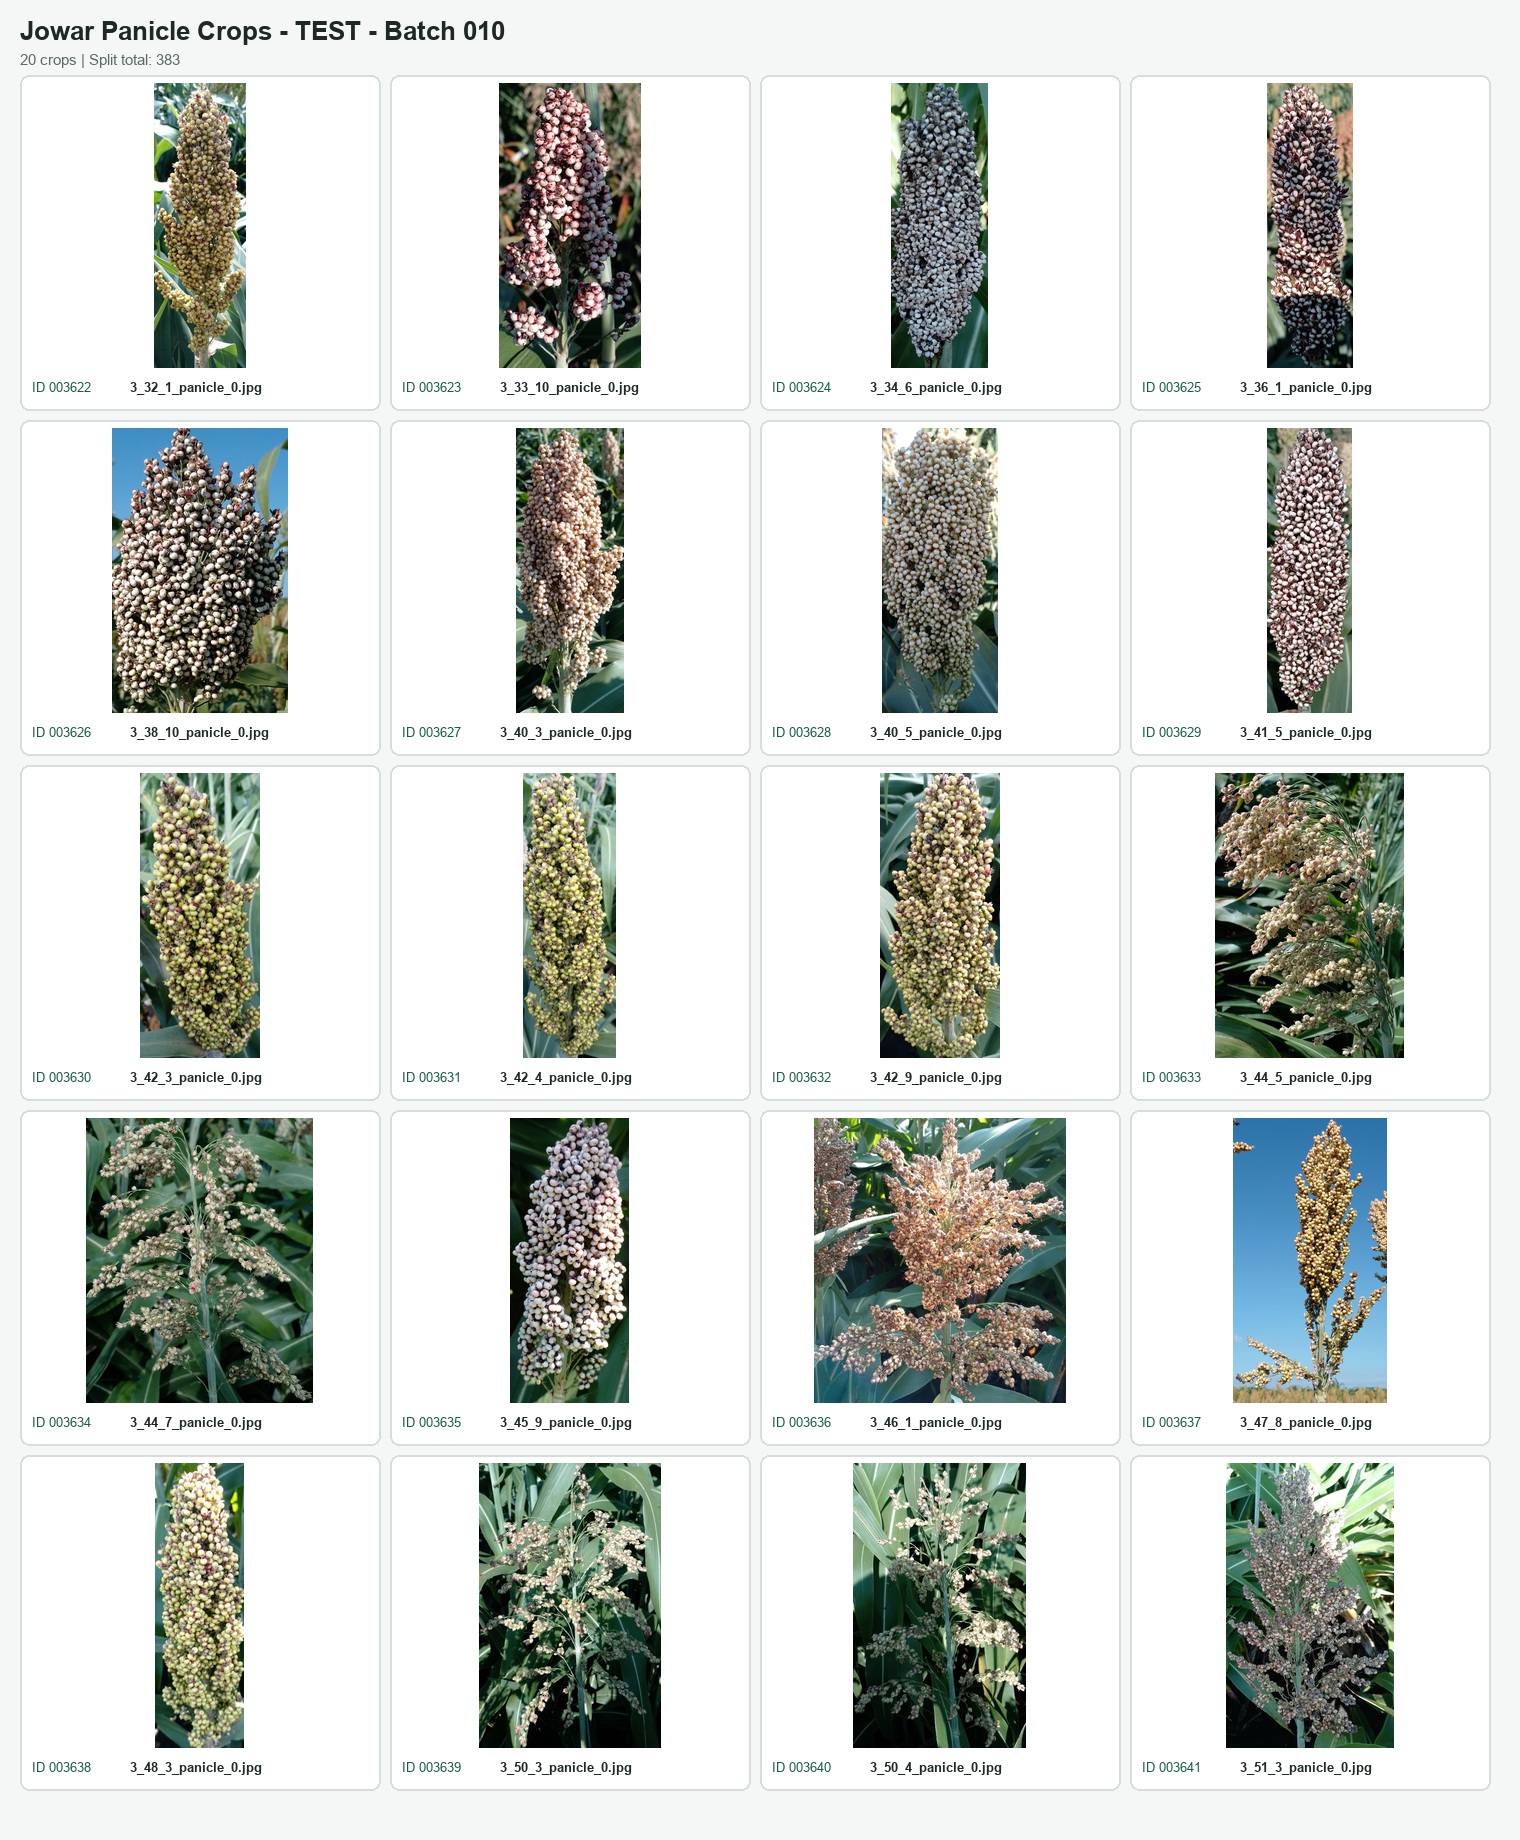 Jowar Panicle Crops - TEST - Batch 010
20 crops | Split total: 383
ID 003622 3_32_1_panicle_0.jpg
ID 003623 3_33_10_panicle_0.jpg
ID 003624 3_34_6_panicle_0.jpg
ID 003625 3_36_1_panicle_0.jpg
ID 003626 3_38_10_panicle_0.jpg
ID 003627 3_40_3_panicle_0.jpg
ID 003628 3_40_5_panicle_0.jpg
ID 003629 3_41_5_panicle_0.jpg
ID 003630 3_42_3_panicle_0.jpg
ID 003631 3_42_4_panicle_0.jpg
ID 003632 3_42_9_panicle_0.jpg
ID 003633 3_44_5_panicle_0.jpg
ID 003634 3_44_7_panicle_0.jpg
ID 003635 3_45_9_panicle_0.jpg
ID 003636 3_46_1_panicle_0.jpg
ID 003637 3_47_8_panicle_0.jpg
ID 003638 3_48_3_panicle_0.jpg
ID 003639 3_50_3_panicle_0.jpg
ID 003640 3_50_4_panicle_0.jpg
ID 003641 3_51_3_panicle_0.jpg